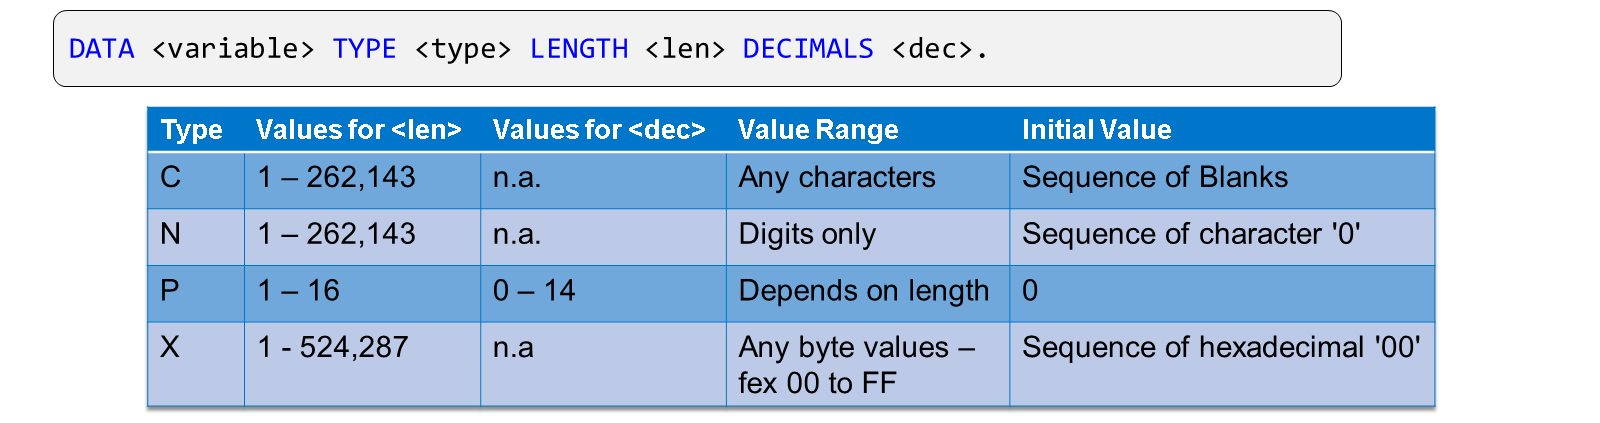 DATA <variable> TYPE <type> LENGTH <len> DECIMALS <dec>.
Type Values for <len> Values for <dec> Value Range Initial Value
C 1 – 262,143 n.a. Any characters Sequence of Blanks
N 1 – 262,143 n.a. Digits only Sequence of character '0'
P 1 – 16 0 – 14 Depends on length 0
X 1 - 524,287 n.a Any byte values – Sequence of hexadecimal '00'
fex 00 to FF